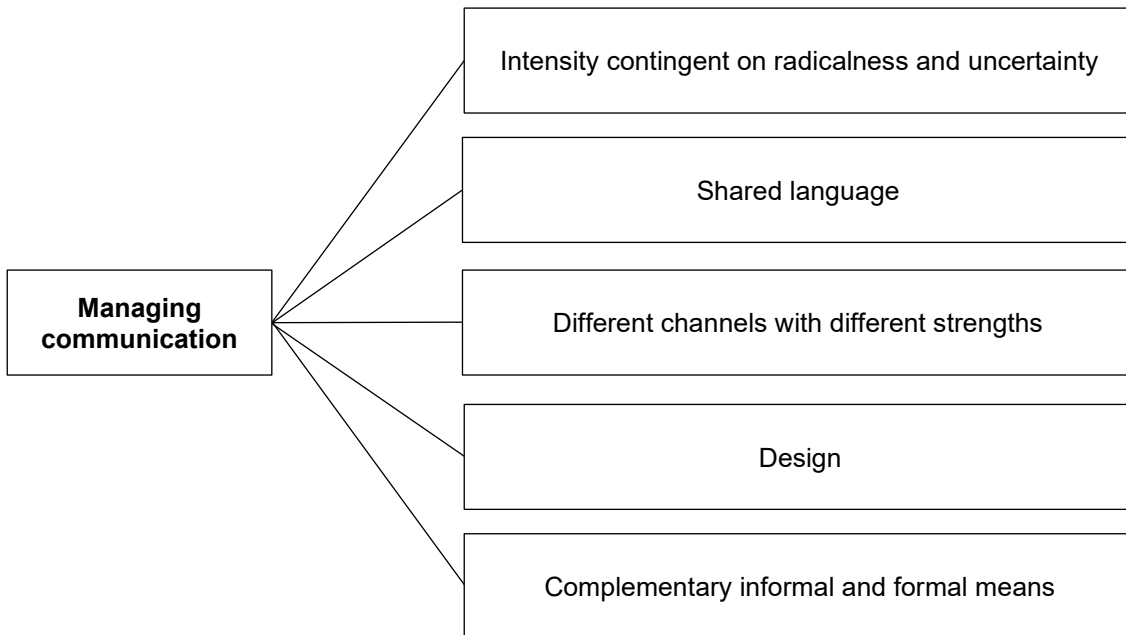 Intensity contingent on radicalness and uncertainty
Shared language
Managing
communication
Different channels with different strengths
Design
Complementary informal and formal means